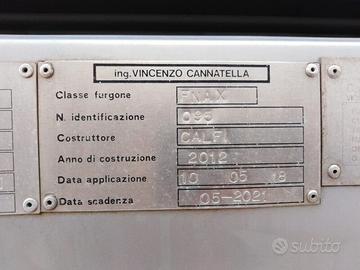 ing.VINCENZO CANNATELLA
Classe furgone FNAX
N. identificazione 095
Costruttore CALFI
Anno di costruzione 2012
Data applicazione 10 05 18
Data scadenza 05-2021
subito